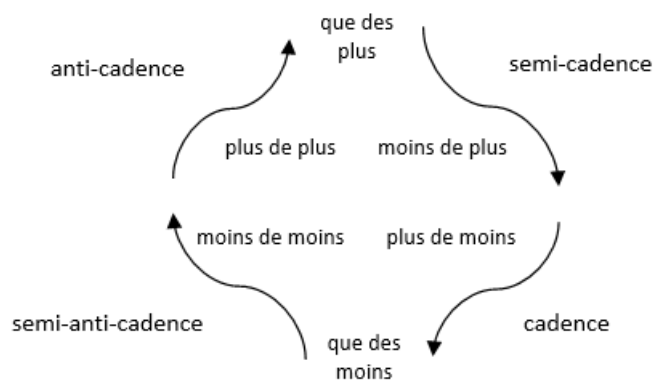 que des
plus
anti-cadence
semi-cadence
plus de plus
moins de plus
moins de moins
plus de moins
semi-anti-cadence
cadence
que des
moins